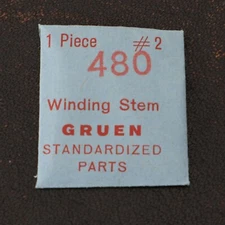 1 Piece #2
480
Winding Stem
GRUEN
STANDARDIZED
PARTS